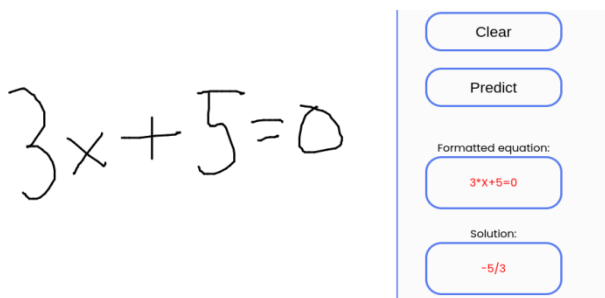 3x+5=0
Clear
Predict
Formatted equation:
3*X+5=0
Solution:
-5/3